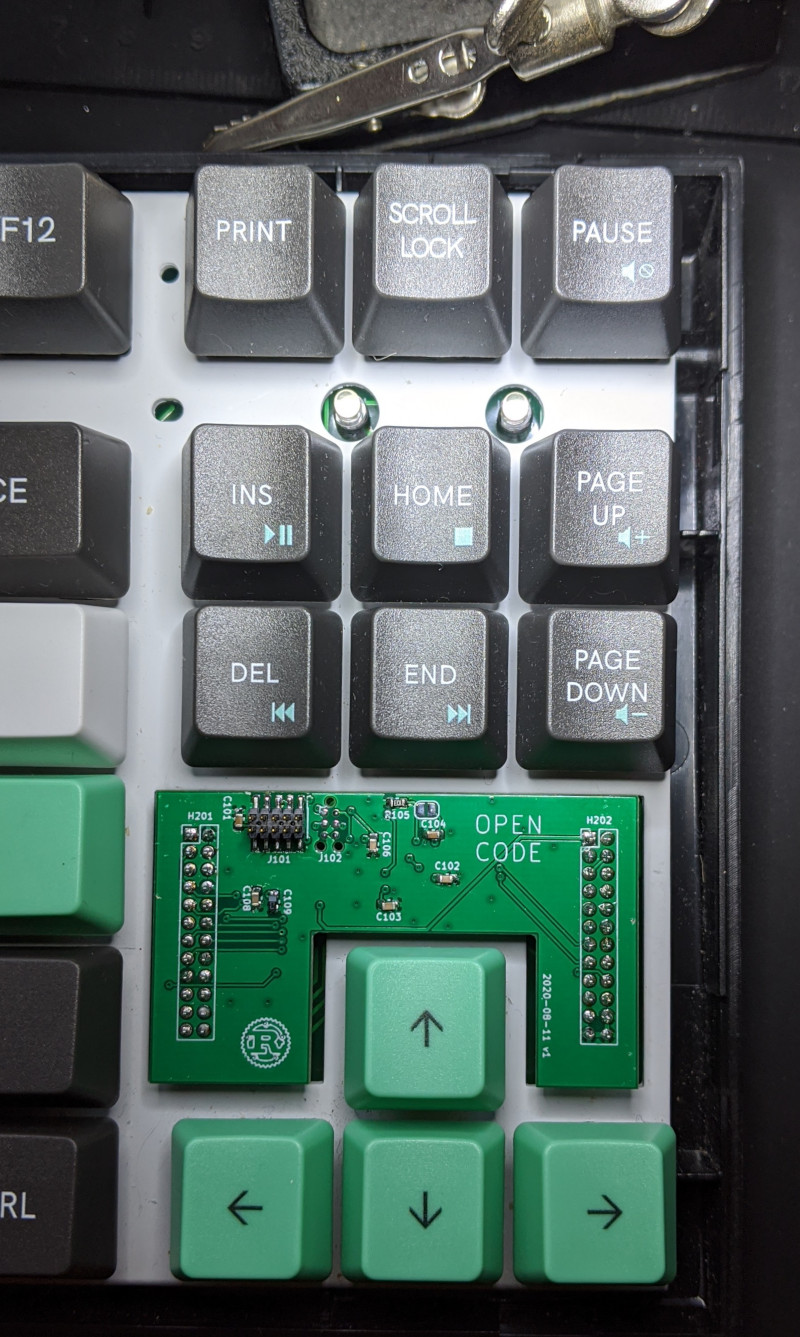 F12
PRINT
SCROLL
LOCK
PAUSE
CE
INS
HOME
PAGE
UP
DEL
END
PAGE
DOWN
H201
C101
J101
J102
R105
C104
C106
C102
C103
C108
C109
OPEN
CODE
H202
2020-08-11 v1
R
RL